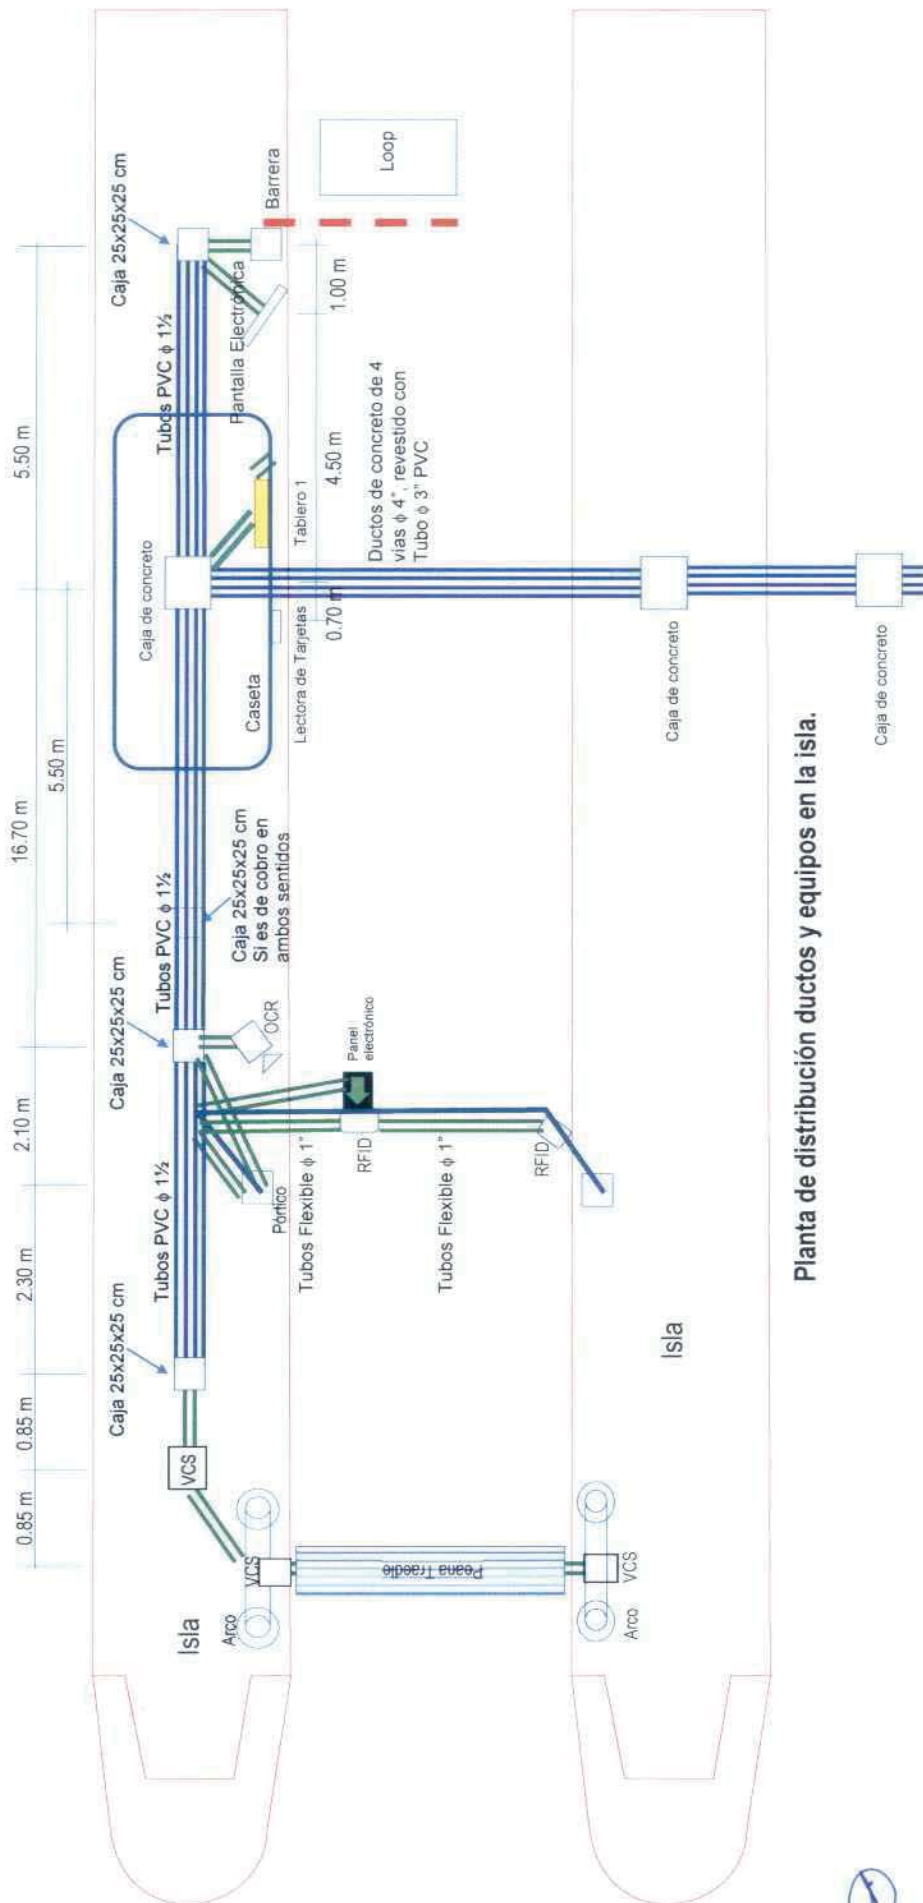 0.85 m
0.85 m
2.30 m
2.10 m
16.70 m
5.50 m
5.50 m
Caja 25x25x25 cm
Caja 25x25x25 cm
Caja 25x25x25 cm
Tubos PVC ɸ 1½
Tubos PVC ɸ 1½
Tubos PVC ɸ 1½
Caja de concreto
Caja 25x25x25 cm
Si es de cobro en
ambos sentidos
VCS
Isla
Arco
VCS
Pórtico
OCR
Caseta
Lectora de Tarjetas
Tablero 1
Pantalla Electrónica
Barrera
0.70 m
4.50 m
1.00 m
Loop
Tubos Flexible ɸ 1"
Panel
electrónico
RFID
Ductos de concreto de 4
vias ɸ 4", revestido con
Tubo ɸ 3" PVC
Tubos Flexible ɸ 1"
RFID
Arco
VCS
Isla
Caja de concreto
Caja de concreto
Planta de distribución ductos y equipos en la isla.